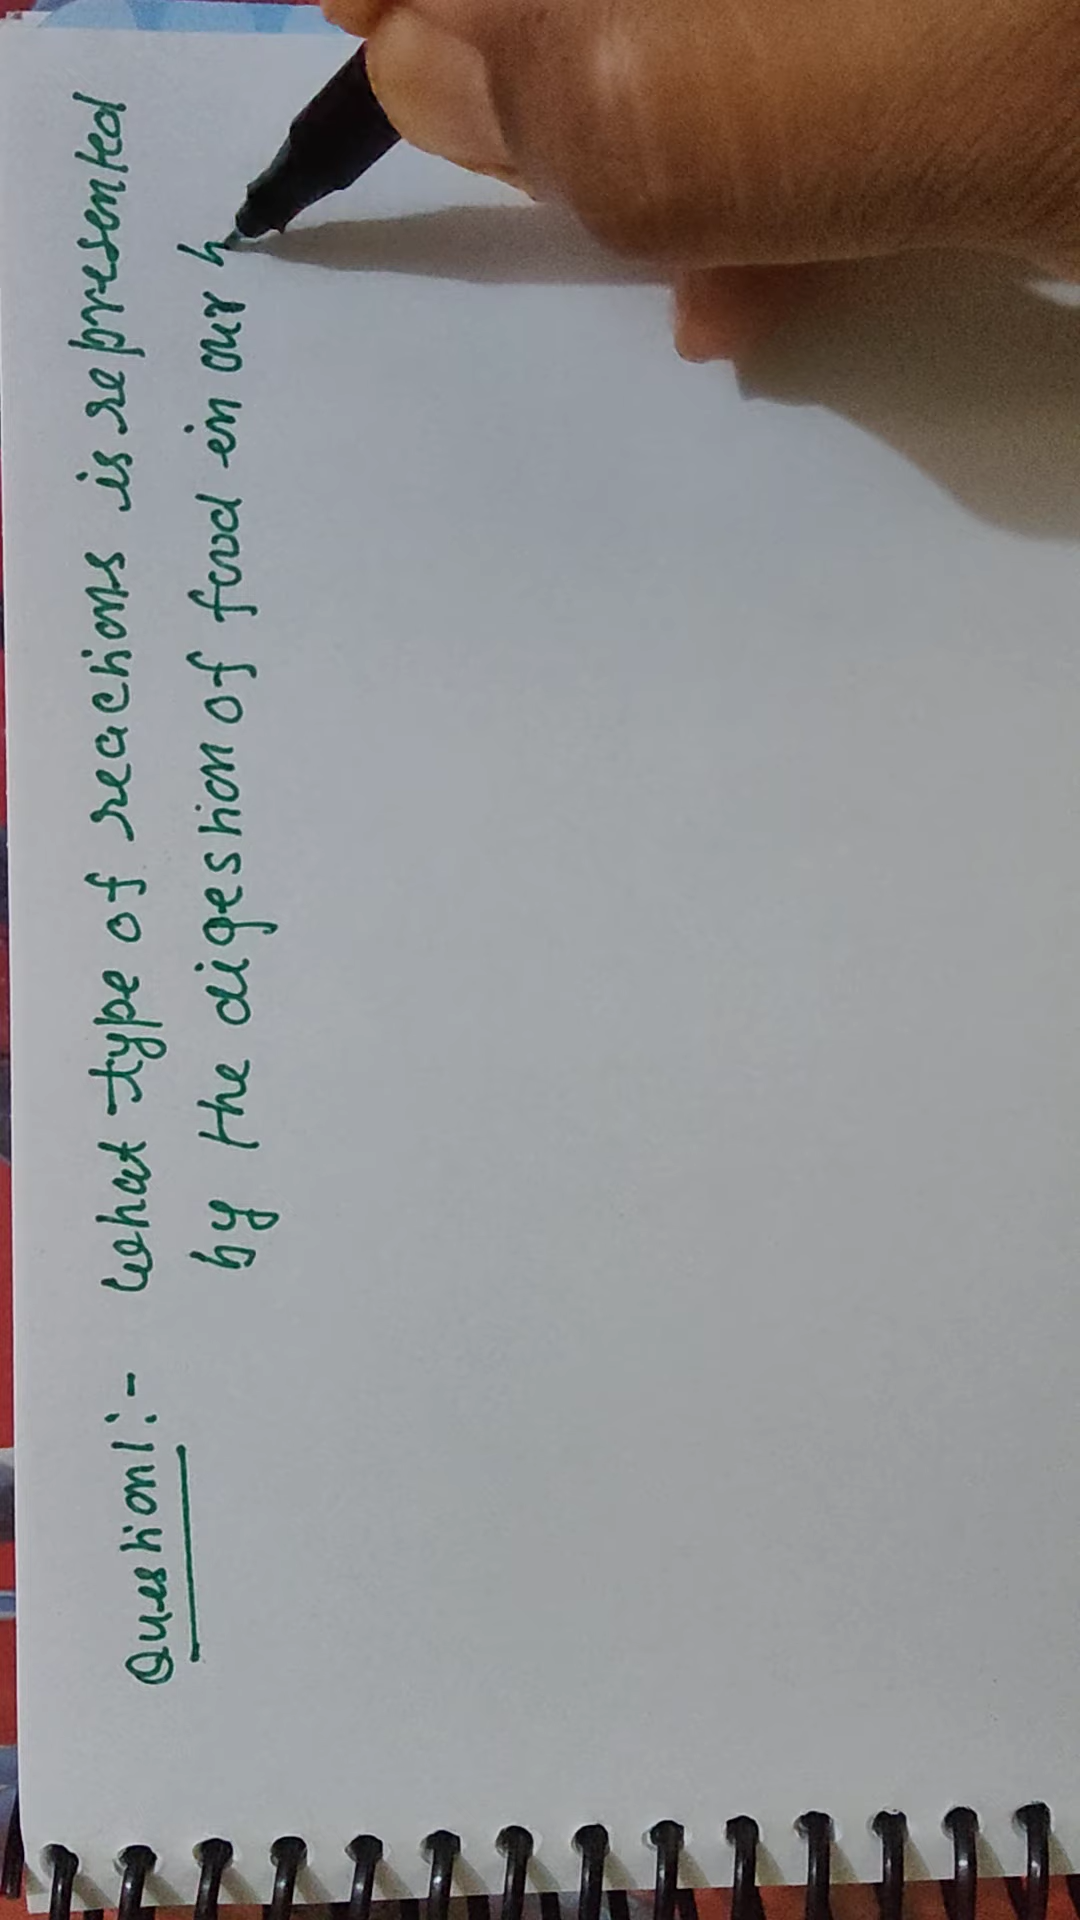 Question1:- What type of reactions is represented
by the digestion of food in our h